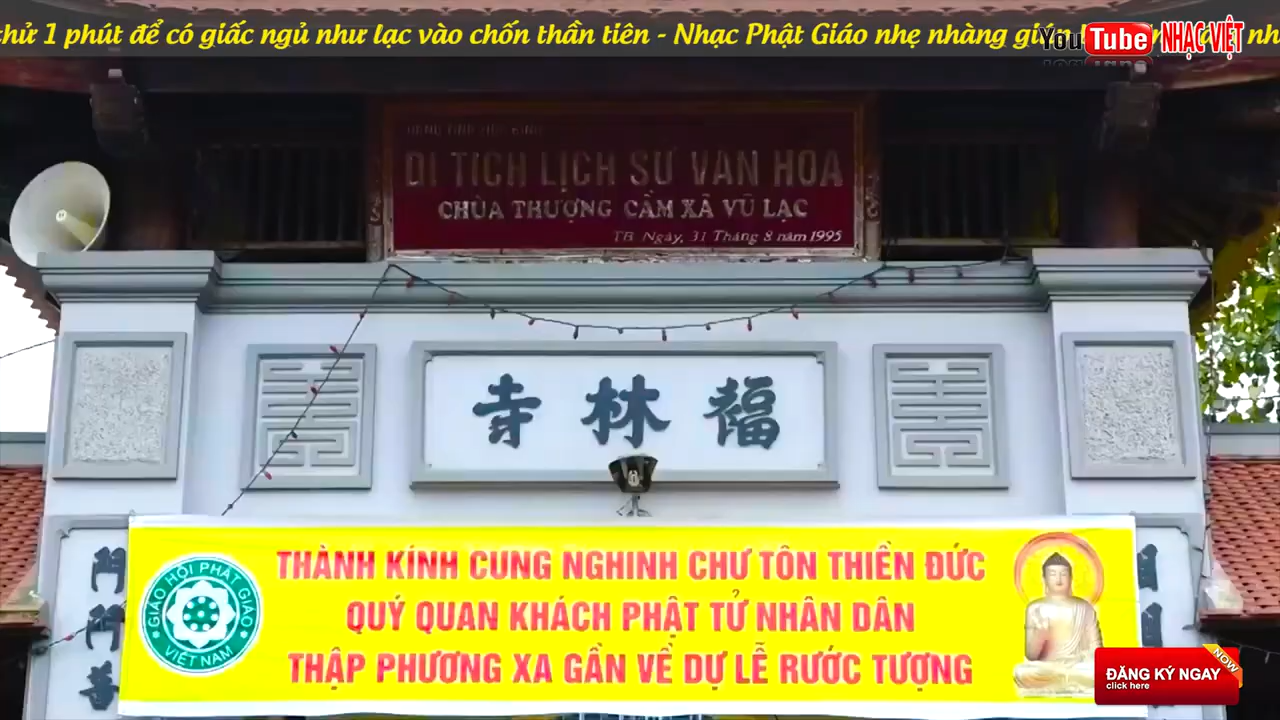 thử 1 phút để có giấc ngủ như lạc vào chốn thần tiên - Nhạc Phật Giáo nhẹ nhàng
YouTube NHẠC VIỆT
DI TÍCH LỊCH SỬ VĂN HOA
CHÙA THƯỢNG CẦM XÃ VŨ LẠC
TB. Ngày, 31 Tháng 8 năm 1995
寺 林 福
THÀNH KÍNH CUNG NGHINH CHƯ TÔN THIỀN ĐỨC
QUÝ QUAN KHÁCH PHẬT TỬ NHÂN DÂN
THẬP PHƯƠNG XA GẦN VỀ DỰ LỄ RƯỚC TƯỢNG
GIÁO HỘI PHẬT GIÁO
VIỆT NAM
門
門
善
ĐĂNG KÝ NGAY
click here
NOW